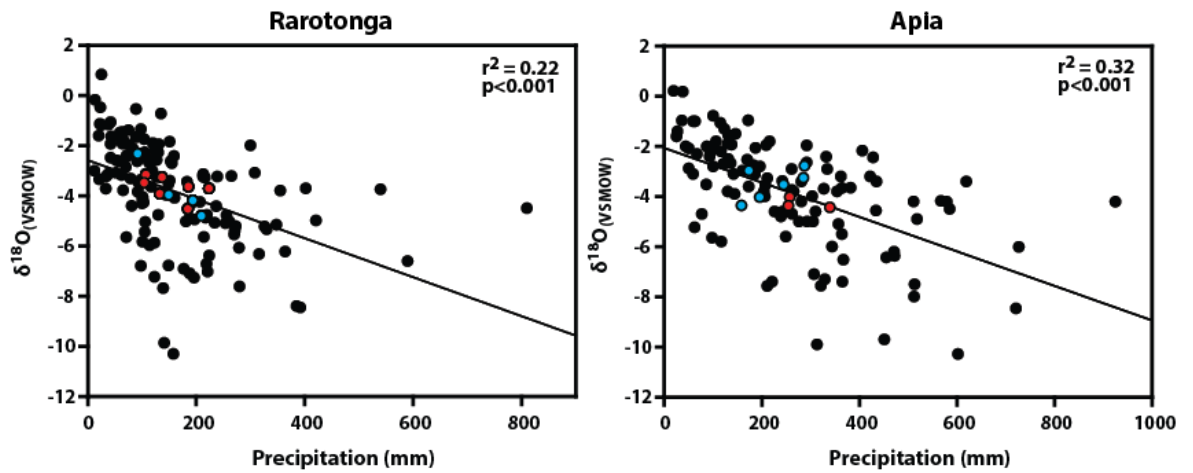 Rarotonga
r² = 0.22
p<0.001
2
0
-2
-4
-6
-8
-10
-12
δ¹⁸O(VSMOW)
0 200 400 600 800
Precipitation (mm)
Apia
r² = 0.32
p<0.001
2
0
-2
-4
-6
-8
-10
-12
δ¹⁸O(VSMOW)
0 200 400 600 800 1000
Precipitation (mm)